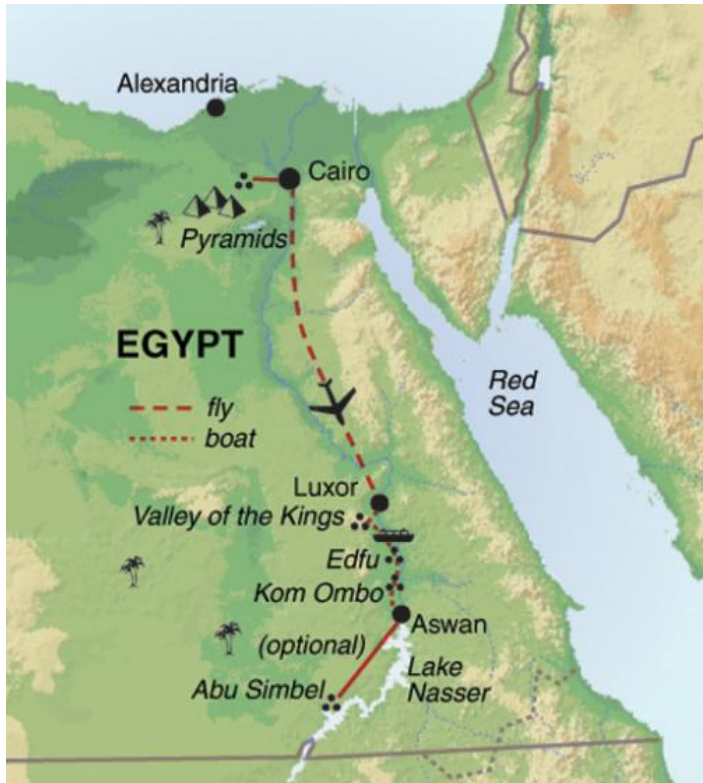 Alexandria
Cairo
Pyramids
EGYPT
fly
boat
Red
Sea
Luxor
Valley of the Kings
Edfu
Kom Ombo
Aswan
(optional)
Lake
Nasser
Abu Simbel